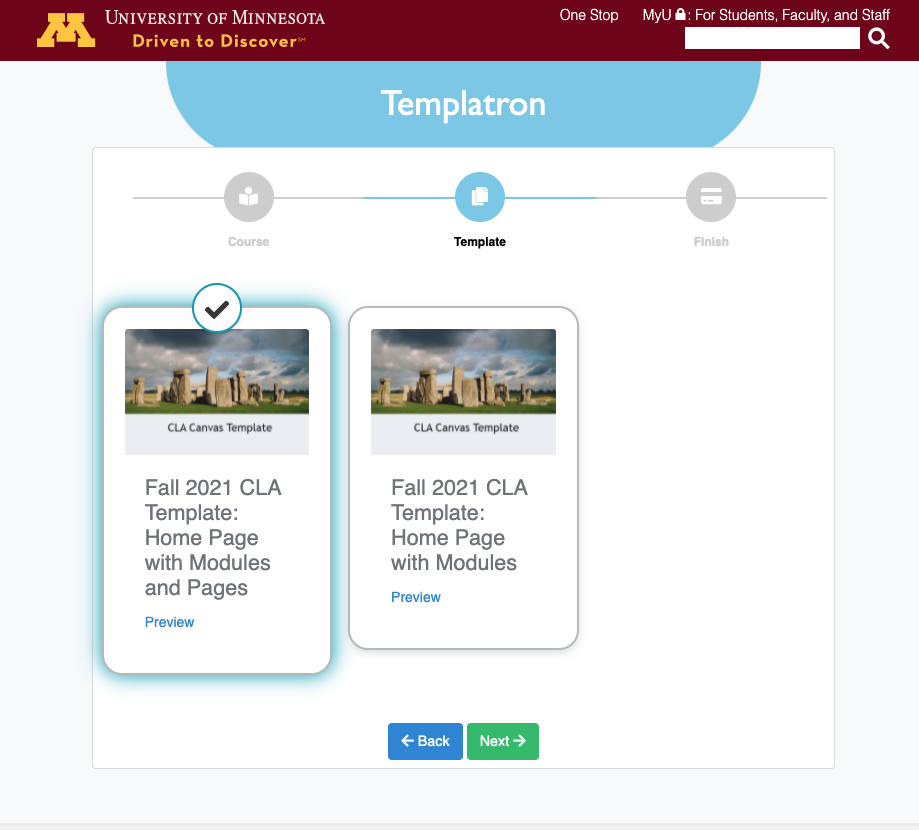 University of Minnesota
Driven to Discover℠
One Stop
MyU : For Students, Faculty, and Staff
Templatron
Course
Template
Finish
CLA Canvas Template
Fall 2021 CLA
Template:
Home Page
with Modules
and Pages
Preview
CLA Canvas Template
Fall 2021 CLA
Template:
Home Page
with Modules
Preview
Back
Next